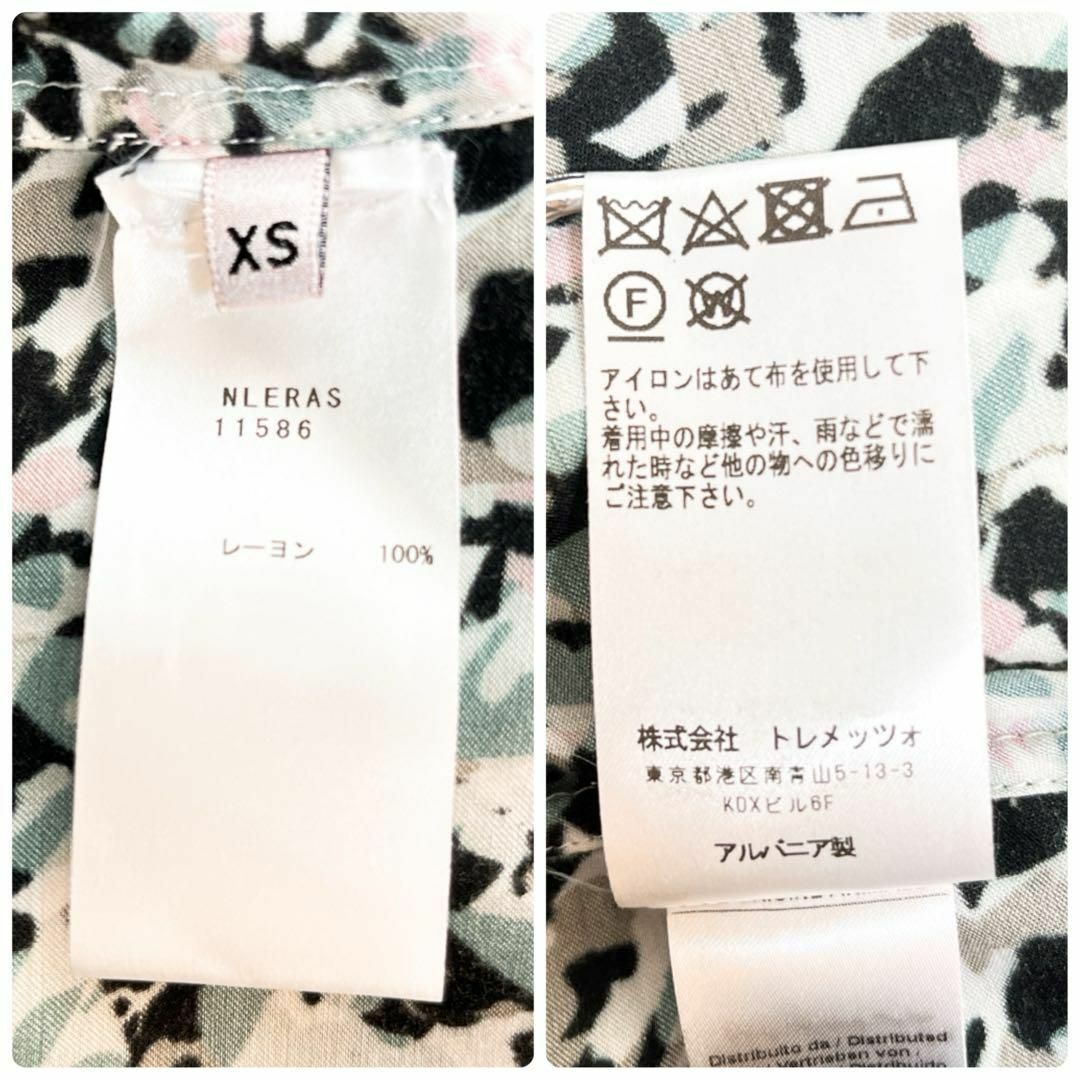 XS
NLERAS
11586
レーヨン 100%
F
W
アイロンはあて布を使用して下
さい。
着用中の摩擦や汗、雨などで濡
れた時など他の物への色移りに
ご注意下さい。
株式会社 トレメッツォ
東京都港区南青山5-13-3
KDXビル6F
アルバニア製
Distribuito da / Distributed
vertrieben von /
Distribuido